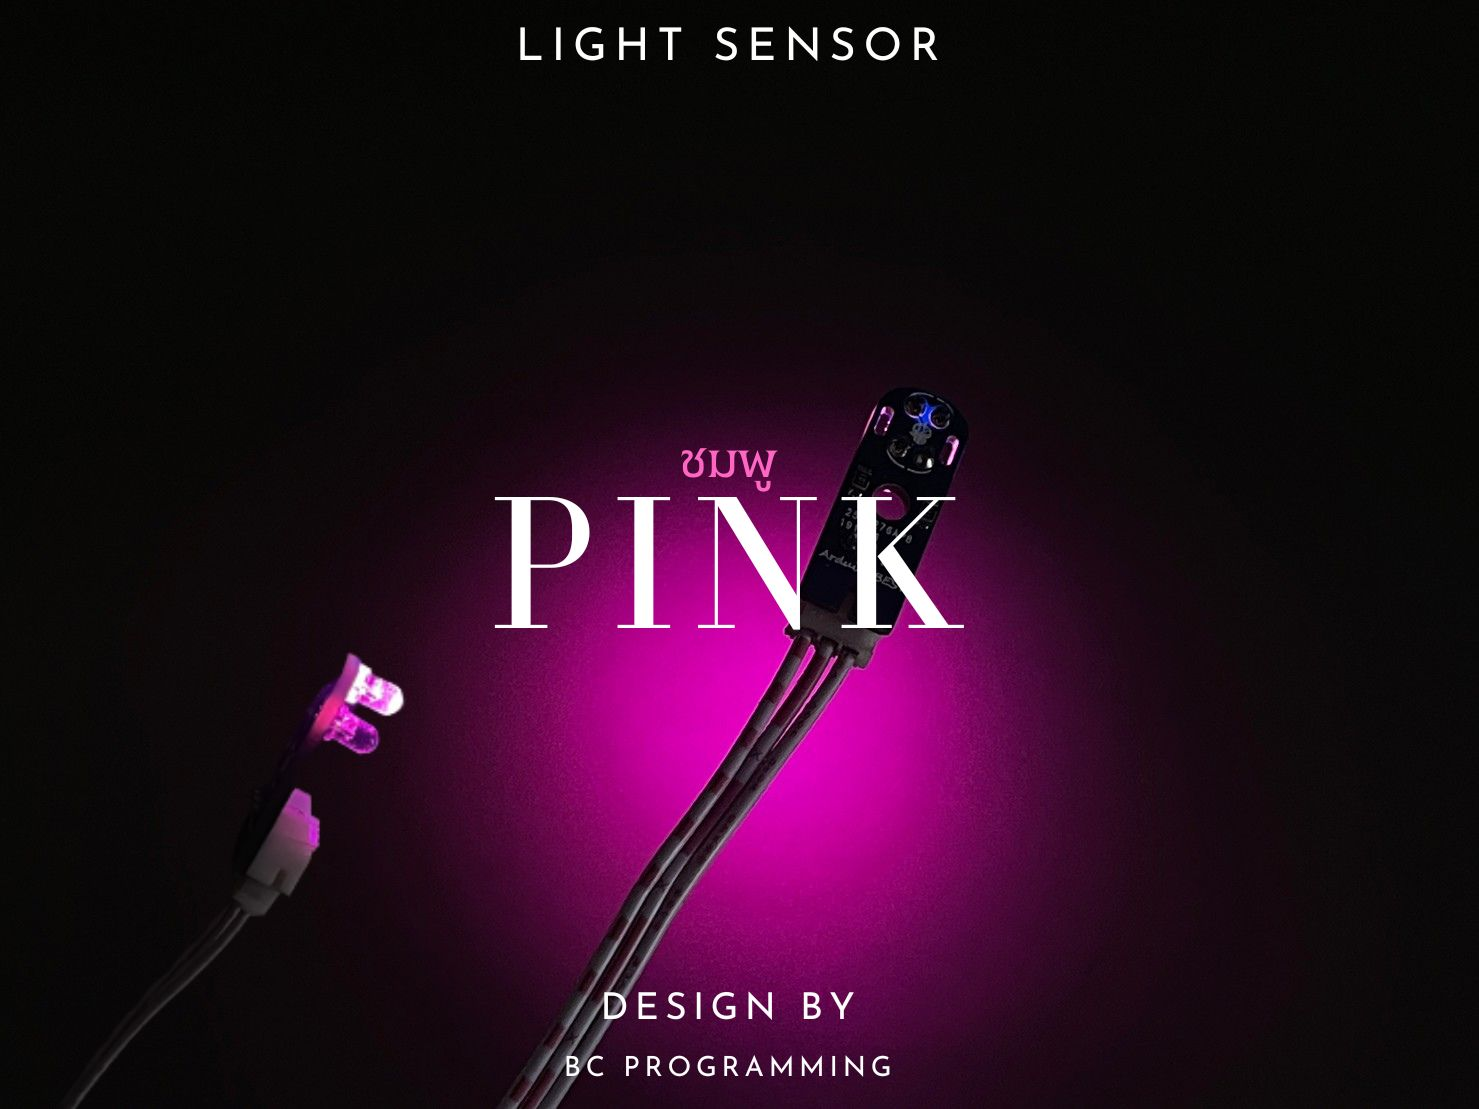 LIGHT SENSOR
ชมพู
PINK
DESIGN BY
BC PROGRAMMING